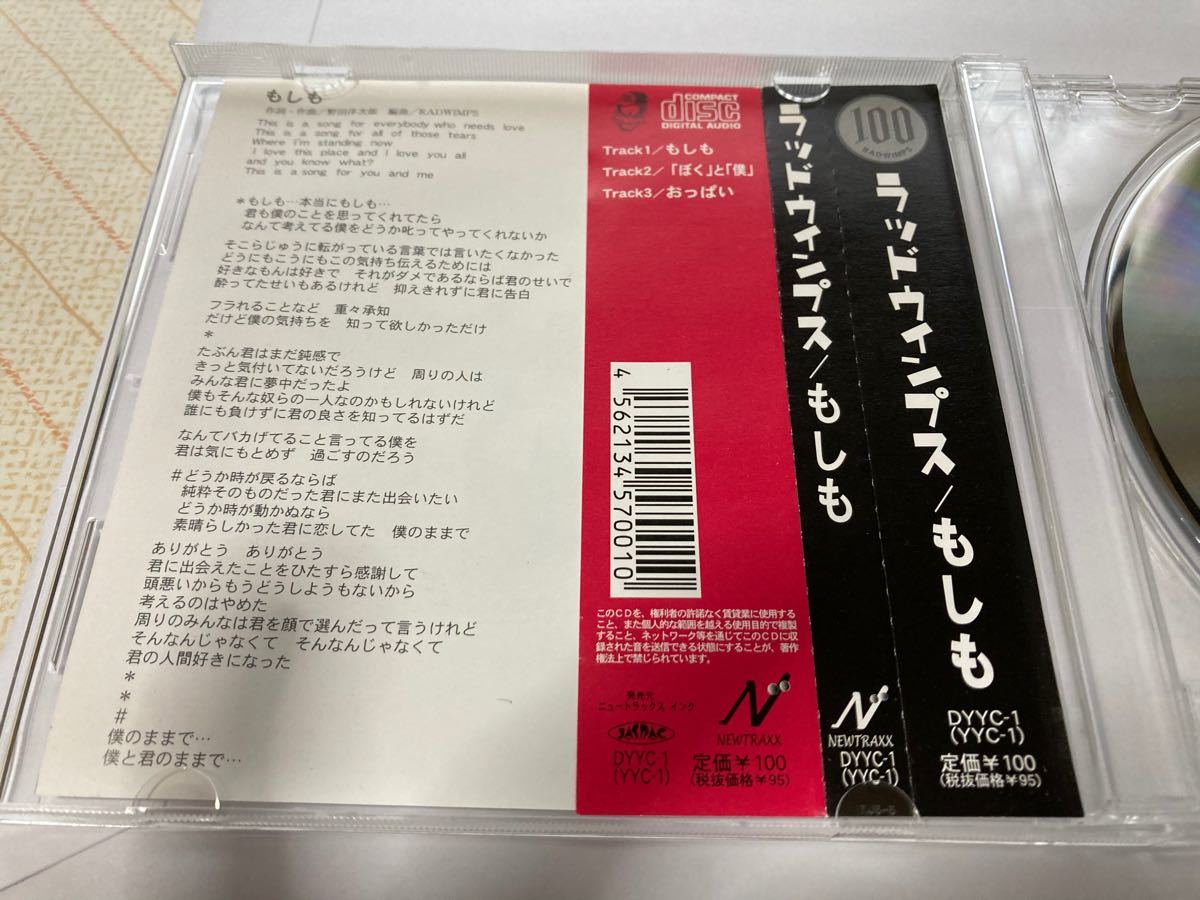 もしも
作詞・作曲／野田洋次郎 編曲／RADWIMPS
This is a song for everybody who needs love
This is a song for all of those tears
Where I'm standing now
I love this place and I love you all
and you know what?
This is a song for you and me
＊もしも…本当にもしも…
君も僕のことを思ってくれてたら
なんて考えてる僕をどうか叱ってやってくれないか
そこらじゅうに転がっている言葉では言いたくなかった
どうにもこうにもこの気持ち伝えるためには
好きなもんは好きで それがダメであるならば君のせいで
酔ってたせいもあるけれど 抑えきれずに君に告白
フラれることなど 重々承知
だけど僕の気持ちを 知って欲しかっただけ
＊
たぶん君はまだ鈍感で
きっと気付いてないだろうけど 周りの人は
みんな君に夢中だったよ
僕もそんな奴らの一人なのかもしれないけれど
誰にも負けずに君の良さを知ってるはずだ
なんてバカげてること言ってる僕を
君は気にもとめず 過ごすのだろう
＃どうか時が戻るならば
純粋そのものだった君にまた出会いたい
どうか時が動かぬなら
素晴らしかった君に恋してた 僕のままで
ありがとう ありがとう
君に出会えたことをひたすら感謝して
頭悪いからもうどうしようもないから
考えるのはやめた
周りのみんなは君を顔で選んだって言うけれど
そんなんじゃなくて そんなんじゃなくて
君の人間好きになった
＊
＊
＃
僕のままで…
僕と君のままで…
COMPACT
disc
DIGITAL AUDIO
Track1／もしも
Track2／「ぼく」と「僕」
Track3／おっぱい
4 562134 570010
このＣＤを、権利者の許諾なく賃貸業に使用する
こと、また個人的な範囲を越える使用目的で複製
すること、ネットワーク等を通じてこのＣＤに収
録された音を送信できる状態にすることが、著作
権法上で禁じられています。
発売元
ニュートラックス インク
JASRAC
DYYC-1
(YYC-1)
NEWTRAXX
定価￥100
(税抜価格￥95)
ラッドウィンプス／もしも
NEWTRAXX
DYYC-1
(YYC-1)
100
RADWIMPS
ラッドウィンプス／もしも
DYYC-1
(YYC-1)
定価￥100
(税抜価格￥95)